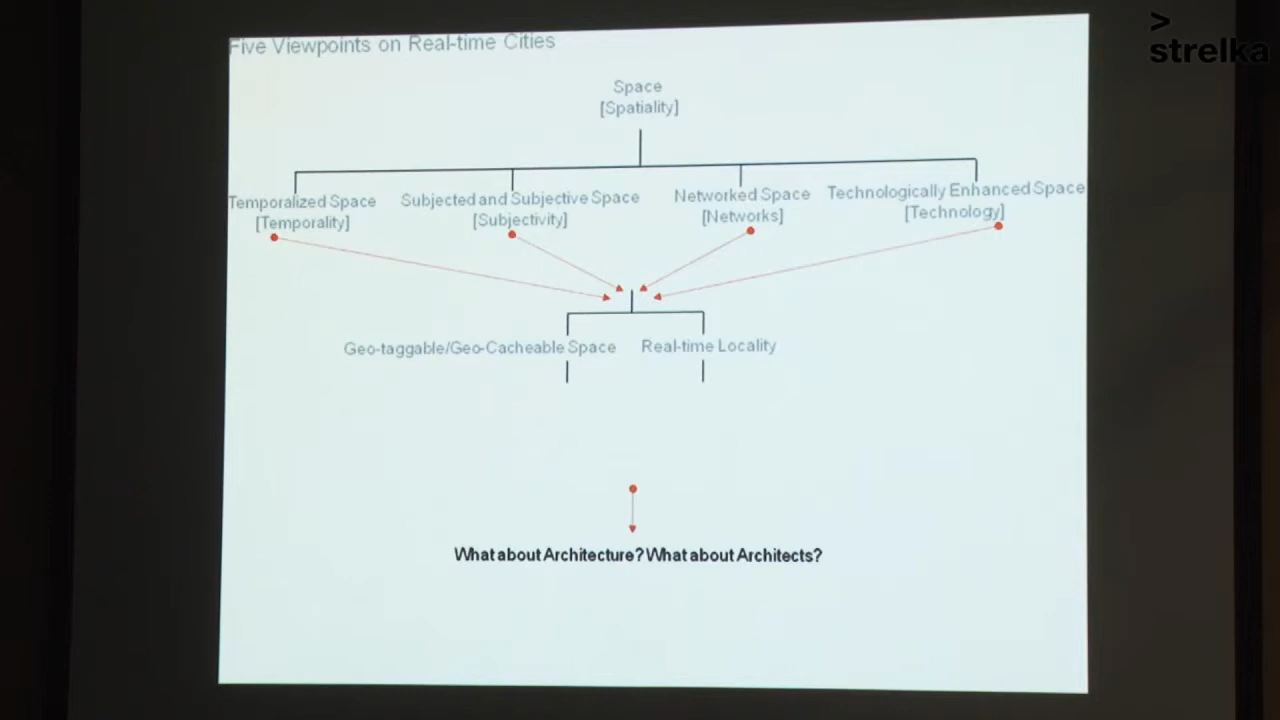 Five Viewpoints on Real-time Cities
> strelka
Space
[Spatiality]
Temporalized Space
[Temporality]
Subjected and Subjective Space
[Subjectivity]
Networked Space
[Networks]
Technologically Enhanced Space
[Technology]
Geo-taggable/Geo-Cacheable Space
Real-time Locality
What about Architecture? What about Architects?